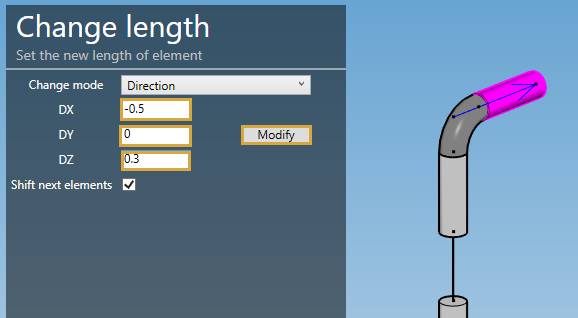 Change length
Set the new length of element
Change mode Direction
DX -0.5
DY 0 Modify
DZ 0.3
Shift next elements